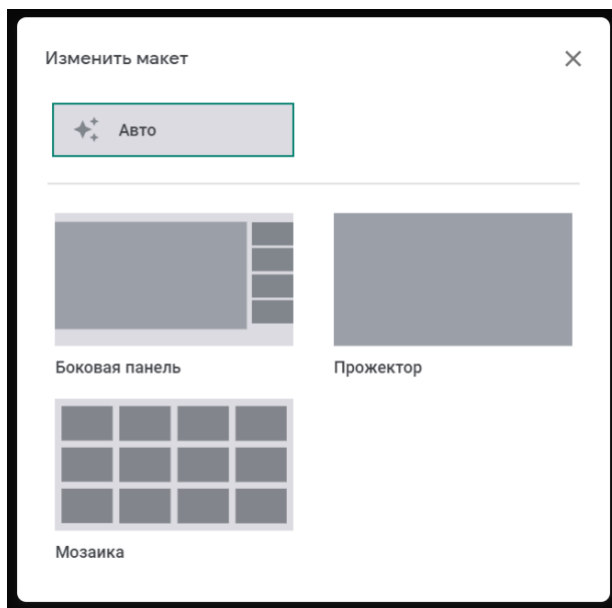 Изменить макет
Авто
Боковая панель
Прожектор
Мозаика